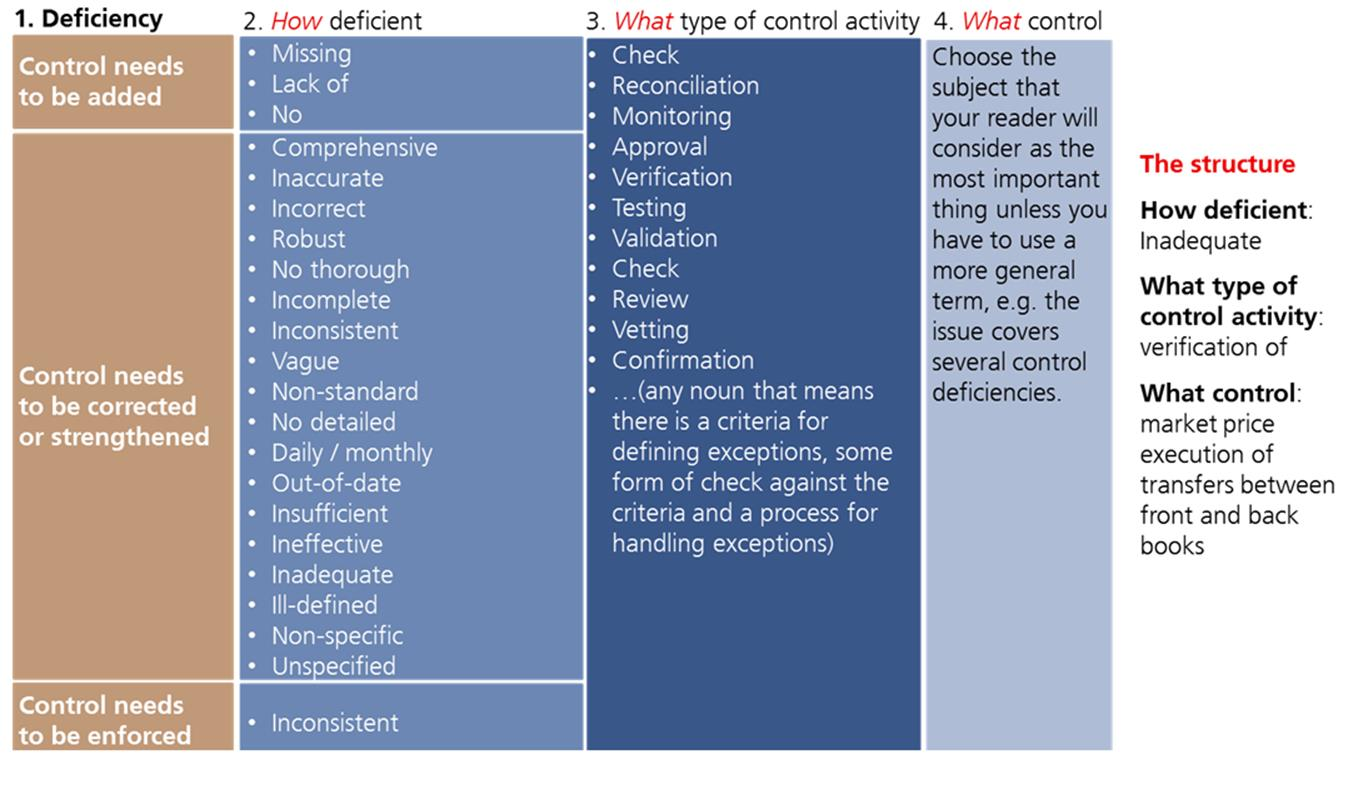 1. Deficiency
Control needs
to be added
Control needs
to be corrected
or strengthened
Control needs
to be enforced
2. How deficient
• Missing
• Lack of
• No
• Comprehensive
• Inaccurate
• Incorrect
• Robust
• No thorough
• Incomplete
• Inconsistent
• Vague
• Non-standard
• No detailed
• Daily / monthly
• Out-of-date
• Insufficient
• Ineffective
• Inadequate
• Ill-defined
• Non-specific
• Unspecified
• Inconsistent
3. What type of control activity
• Check
• Reconciliation
• Monitoring
• Approval
• Verification
• Testing
• Validation
• Check
• Review
• Vetting
• Confirmation
• …(any noun that means
there is a criteria for
defining exceptions, some
form of check against the
criteria and a process for
handling exceptions)
4. What control
Choose the
subject that
your reader will
consider as the
most important
thing unless you
have to use a
more general
term, e.g. the
issue covers
several control
deficiencies.
The structure
How deficient:
Inadequate
What type of
control activity:
verification of
What control:
market price
execution of
transfers between
front and back
books